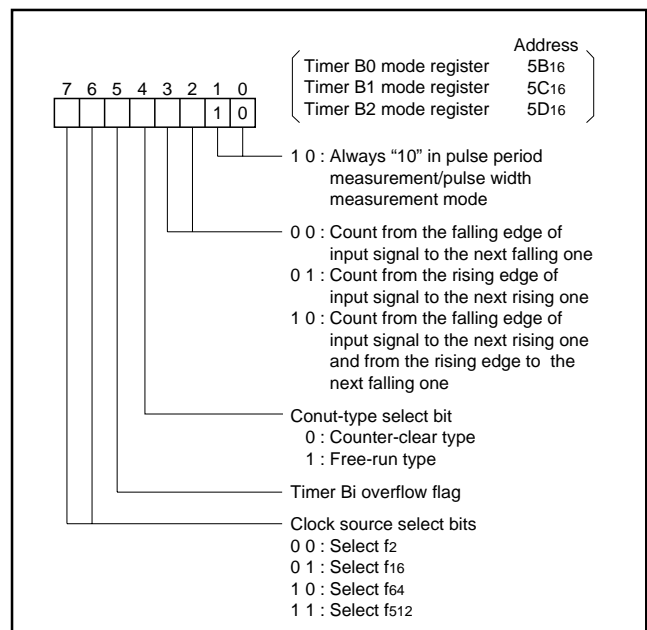 Address
Timer B0 mode register 5B16
Timer B1 mode register 5C16
Timer B2 mode register 5D16
7 6 5 4 3 2 1 0
1 0
1 0 : Always “10” in pulse period
measurement/pulse width
measurement mode
0 0 : Count from the falling edge of
input signal to the next falling one
0 1 : Count from the rising edge of
input signal to the next rising one
1 0 : Count from the falling edge of
input signal to the next rising one
and from the rising edge to the
next falling one
Conut-type select bit
0 : Counter-clear type
1 : Free-run type
Timer Bi overflow flag
Clock source select bits
0 0 : Select f2
0 1 : Select f16
1 0 : Select f64
1 1 : Select f512